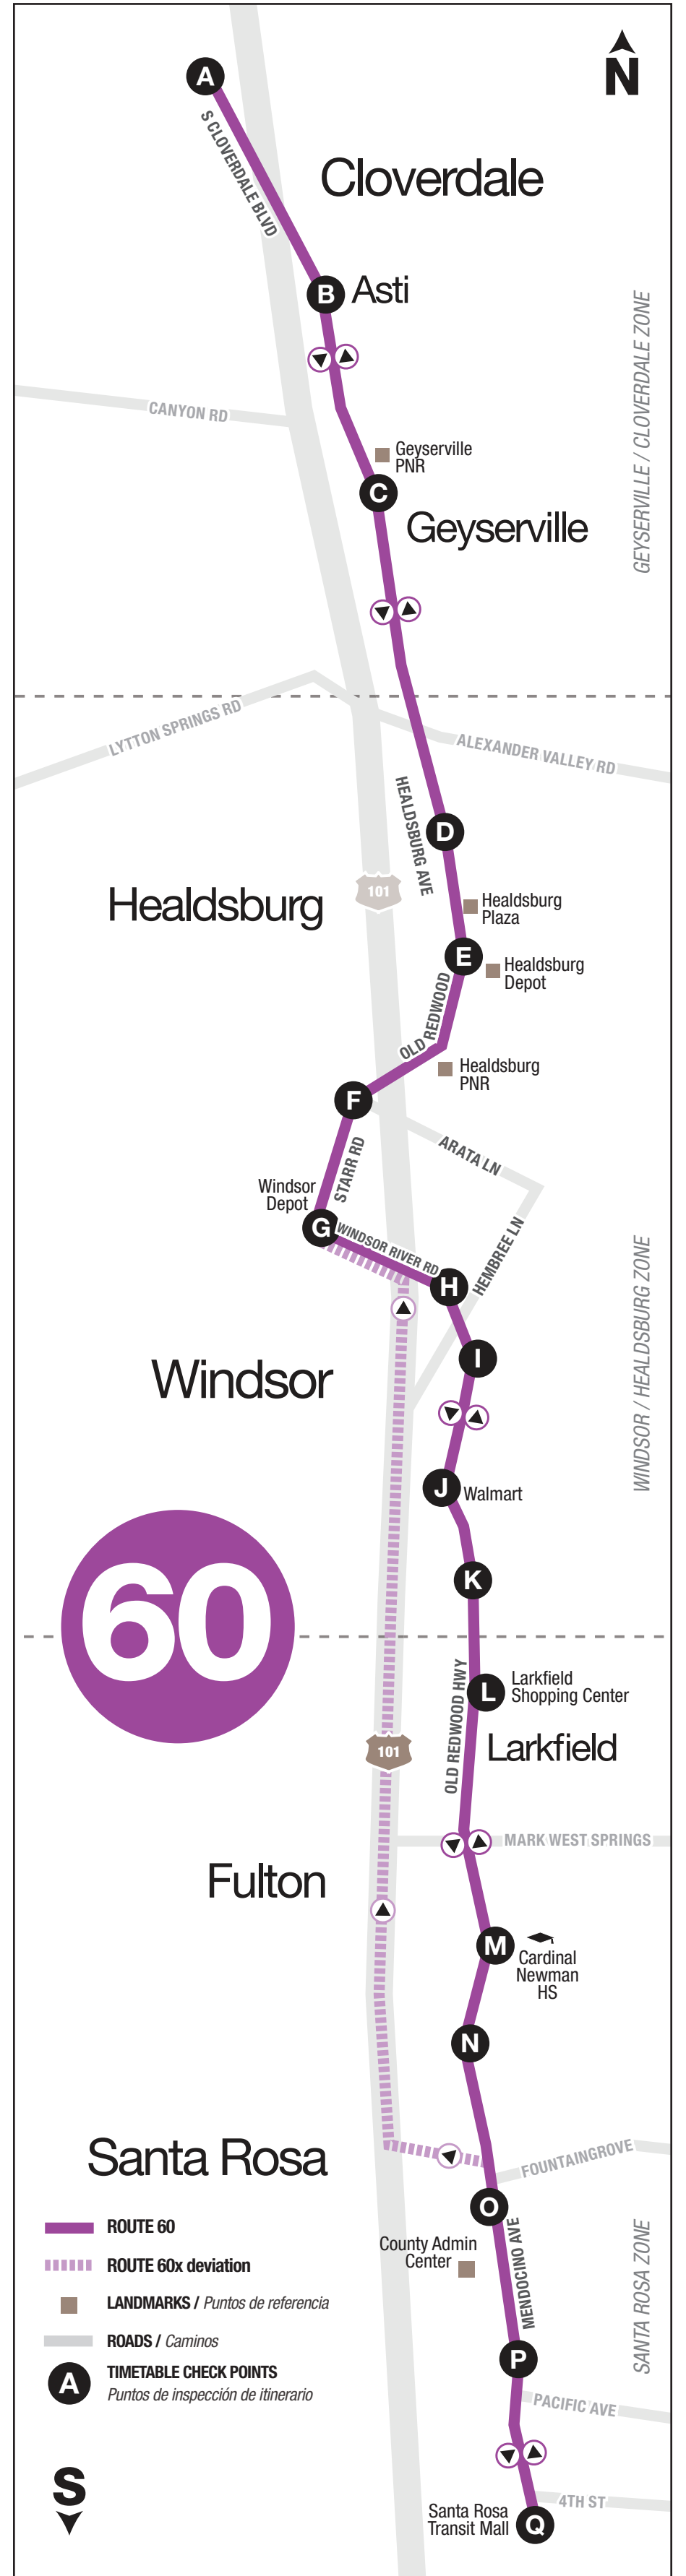 N
A
S CLOVERDALE BLVD
Cloverdale
B
Asti
GEYSERVILLE / CLOVERDALE ZONE
CANYON RD
Geyserville
PNR
C
Geyserville
LYTTON SPRINGS RD
ALEXANDER VALLEY RD
HEALDSBURG AVE
D
101
Healdsburg
Healdsburg
Plaza
E
Healdsburg
Depot
OLD REDWOOD
Healdsburg
PNR
F
STARR RD
ARATA LN
Windsor
Depot
G
WINDSOR RIVER RD
HEMBREE LN
H
WINDSOR / HEALDSBURG ZONE
I
Windsor
J
Walmart
60
K
OLD REDWOOD HWY
L
Larkfield
Shopping Center
Larkfield
101
MARK WEST SPRINGS
Fulton
M
Cardinal
Newman
HS
N
Santa Rosa
FOUNTAINGROVE
O
County Admin
Center
MENDOCINO AVE
SANTA ROSA ZONE
P
PACIFIC AVE
4TH ST
Santa Rosa
Transit Mall
Q
ROUTE 60
ROUTE 60x deviation
LANDMARKS / Puntos de referencia
ROADS / Caminos
A
TIMETABLE CHECK POINTS
Puntos de inspección de itinerario
S